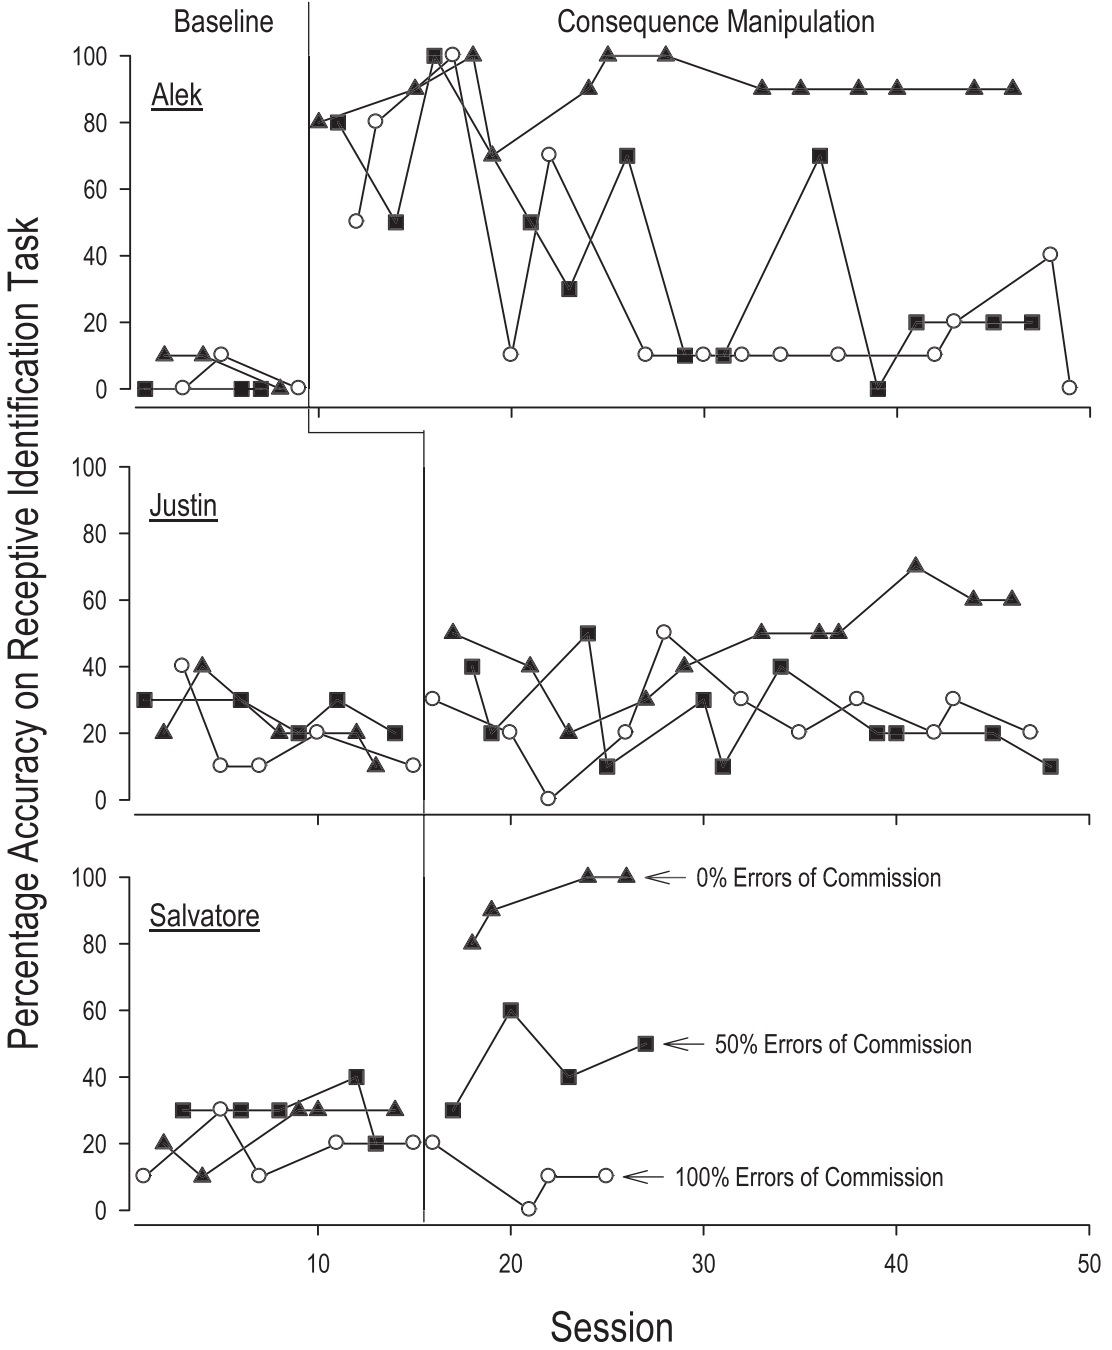 Baseline
Consequence Manipulation
Percentage Accuracy on Receptive Identification Task
Alek
100
80
60
40
20
0
Justin
100
80
60
40
20
0
Salvatore
100
80
60
40
20
0
0% Errors of Commission
50% Errors of Commission
100% Errors of Commission
10 20 30 40 50
Session